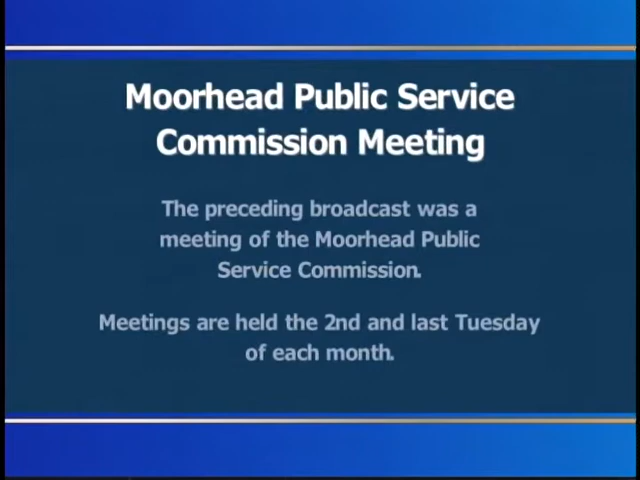 Moorhead Public Service
Commission Meeting
The preceding broadcast was a
meeting of the Moorhead Public
Service Commission.
Meetings are held the 2nd and last Tuesday
of each month.